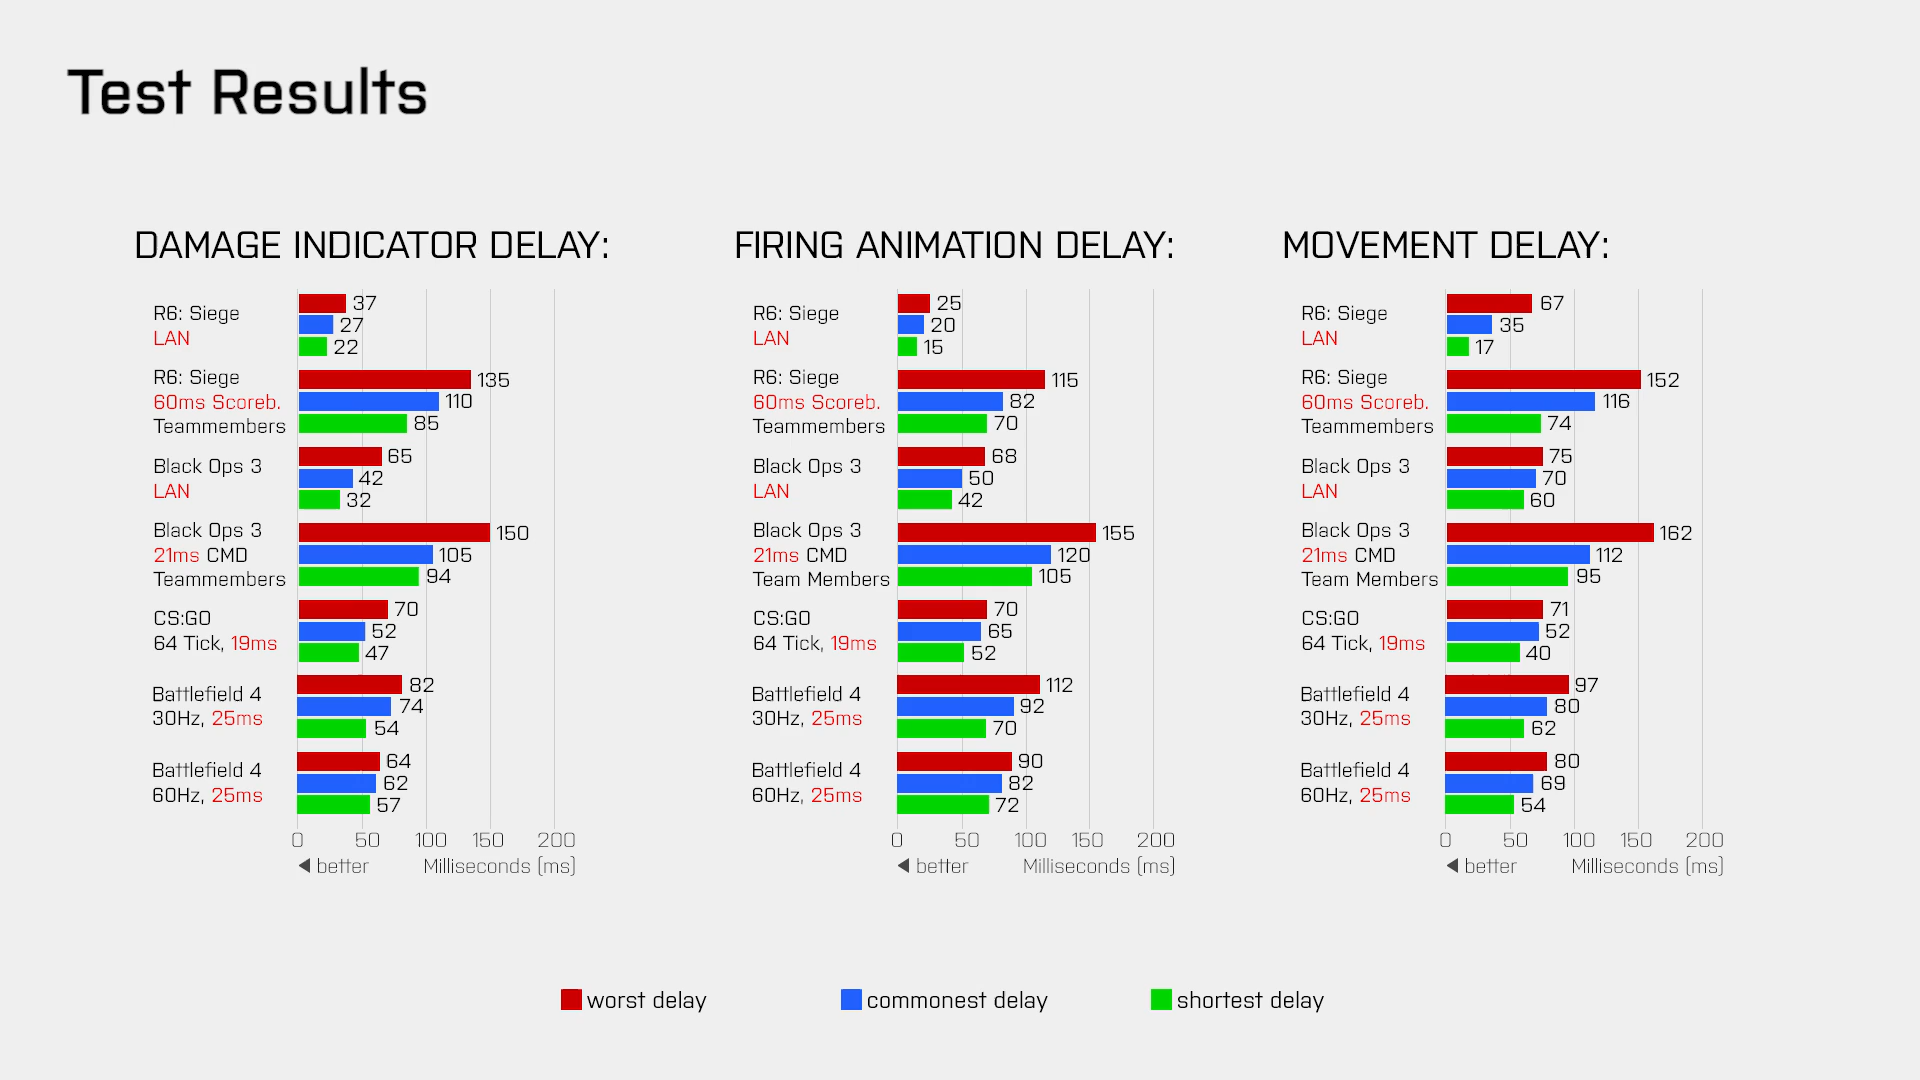 Test Results
DAMAGE INDICATOR DELAY:
R6: Siege
LAN
37
27
22
R6: Siege
60ms Scoreb.
Teammembers
135
110
85
Black Ops 3
LAN
65
42
32
Black Ops 3
21ms CMD
Teammembers
150
105
94
CS:GO
64 Tick, 19ms
70
52
47
Battlefield 4
30Hz, 25ms
82
74
54
Battlefield 4
60Hz, 25ms
64
62
57
0 50 100 150 200
better Milliseconds (ms)
FIRING ANIMATION DELAY:
R6: Siege
LAN
25
20
15
R6: Siege
60ms Scoreb.
Teammembers
115
82
70
Black Ops 3
LAN
68
50
42
Black Ops 3
21ms CMD
Team Members
155
120
105
CS:GO
64 Tick, 19ms
70
65
52
Battlefield 4
30Hz, 25ms
112
92
70
Battlefield 4
60Hz, 25ms
90
82
72
0 50 100 150 200
better Milliseconds (ms)
MOVEMENT DELAY:
R6: Siege
LAN
67
35
17
R6: Siege
60ms Scoreb.
Teammembers
152
116
74
Black Ops 3
LAN
75
70
60
Black Ops 3
21ms CMD
Team Members
162
112
95
CS:GO
64 Tick, 19ms
71
52
40
Battlefield 4
30Hz, 25ms
97
80
62
Battlefield 4
60Hz, 25ms
80
69
54
0 50 100 150 200
better Milliseconds (ms)
worst delay
commonest delay
shortest delay